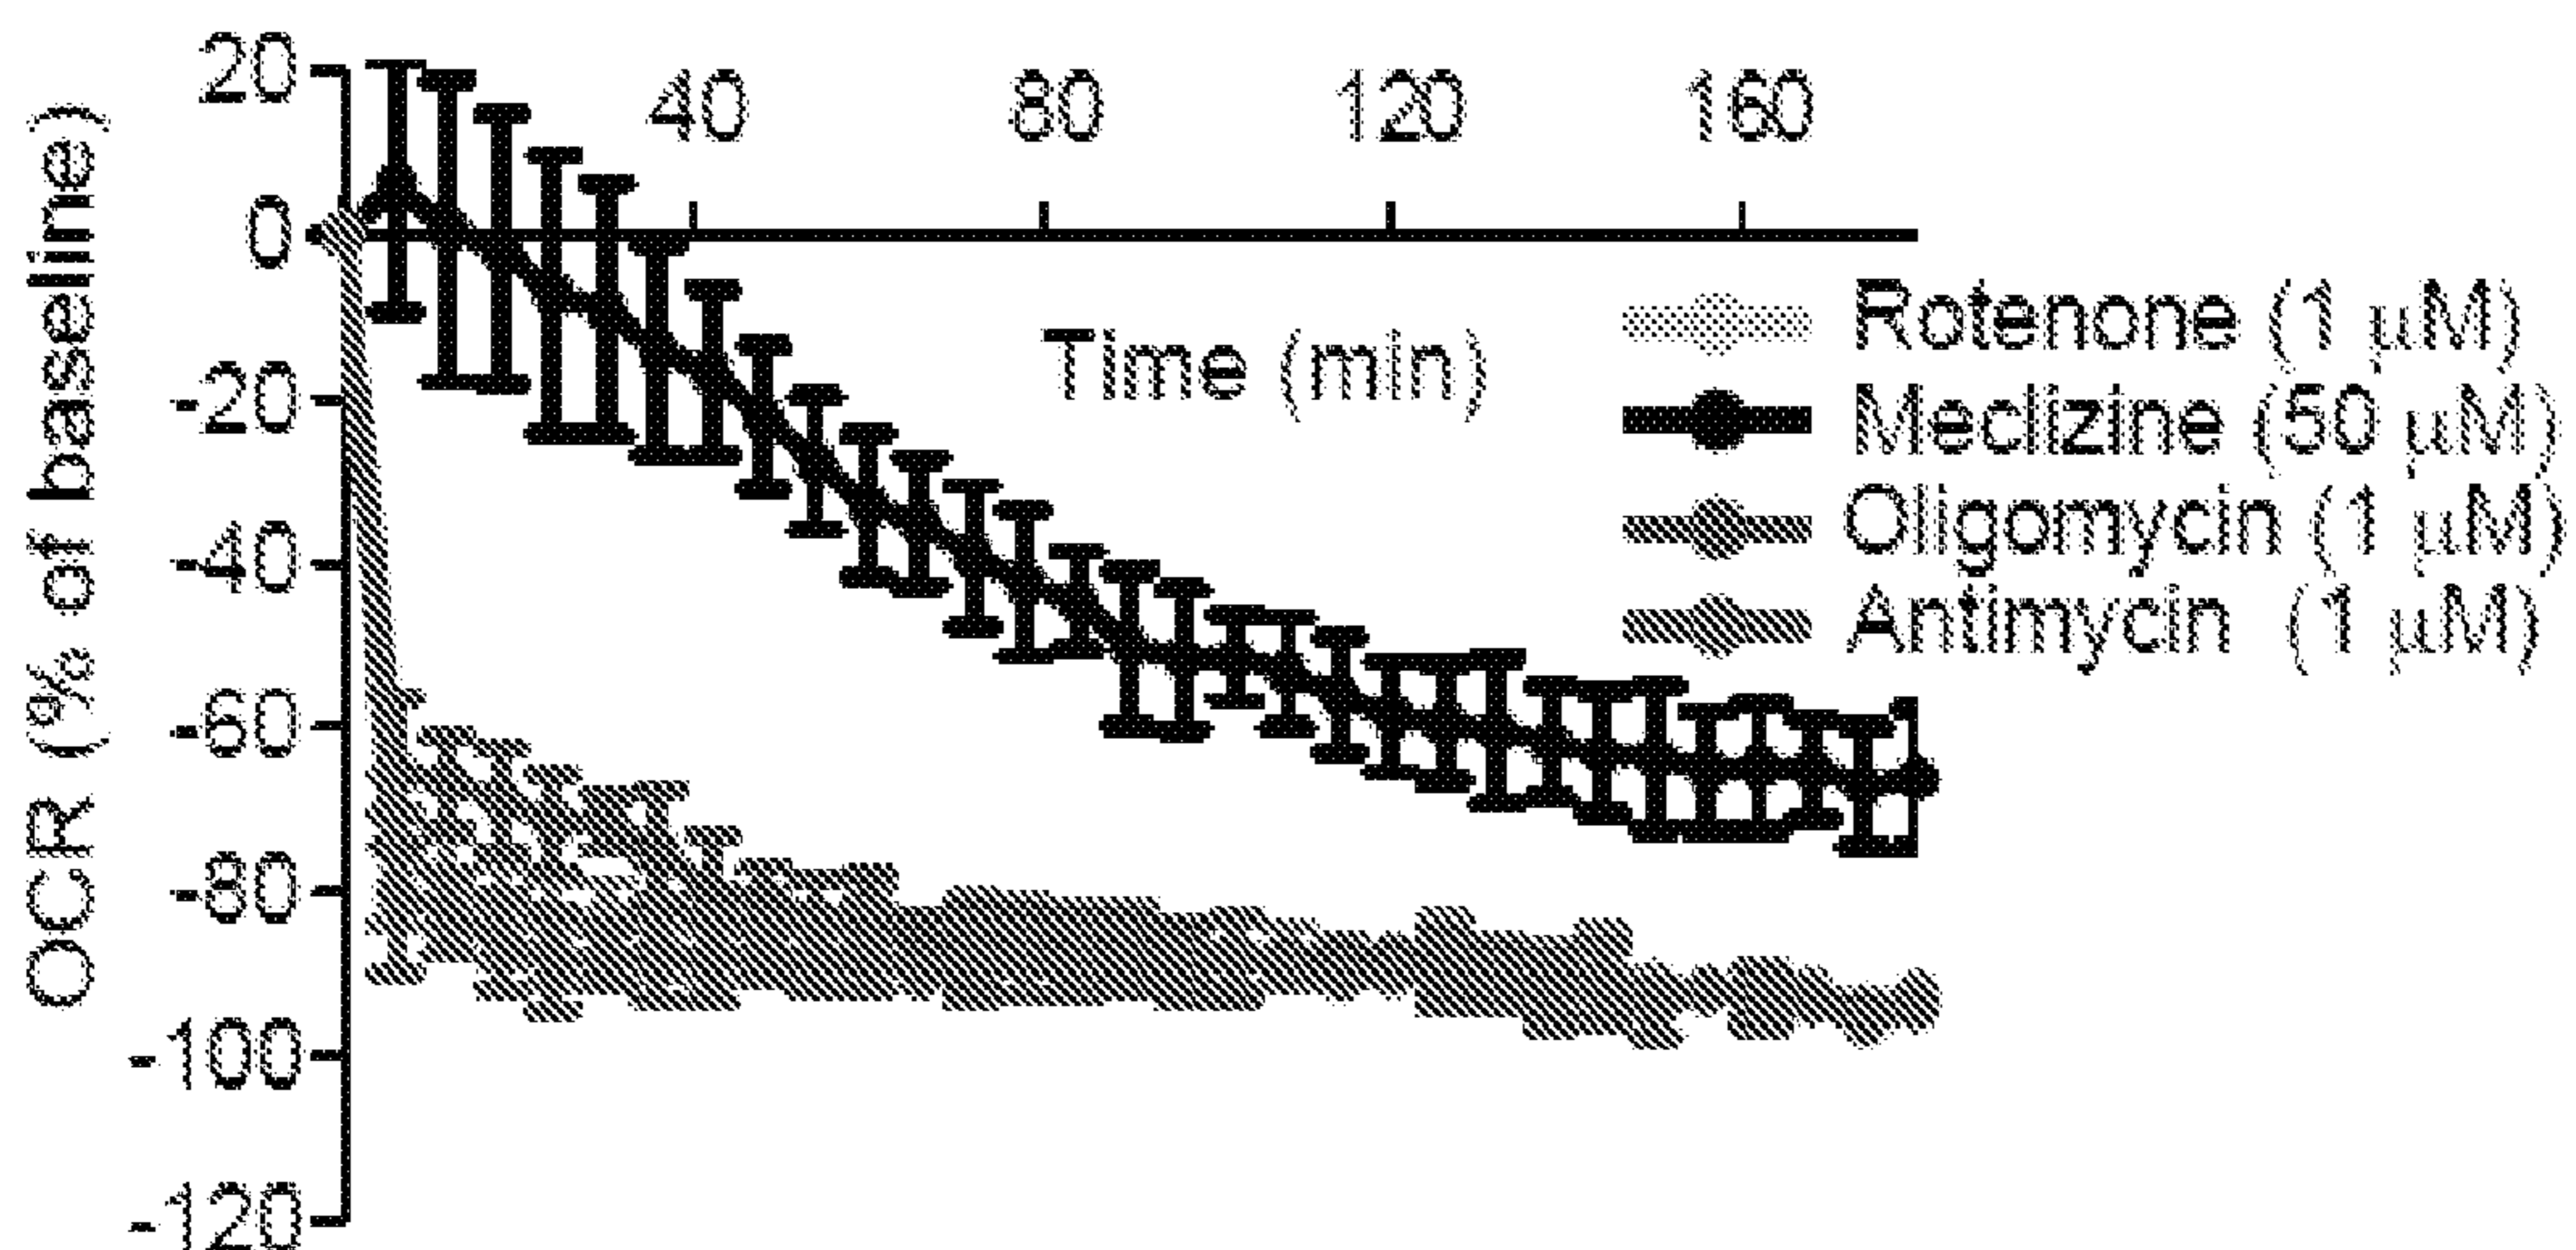 OCR (% of baseline)
20
0
-20
-40
-60
-80
-100
-120
40 80 120 160
Time (min)
Rotenone (1 μM)
Meclizine (50 μM)
Oligomycin (1 μM)
Antimycin (1 μM)